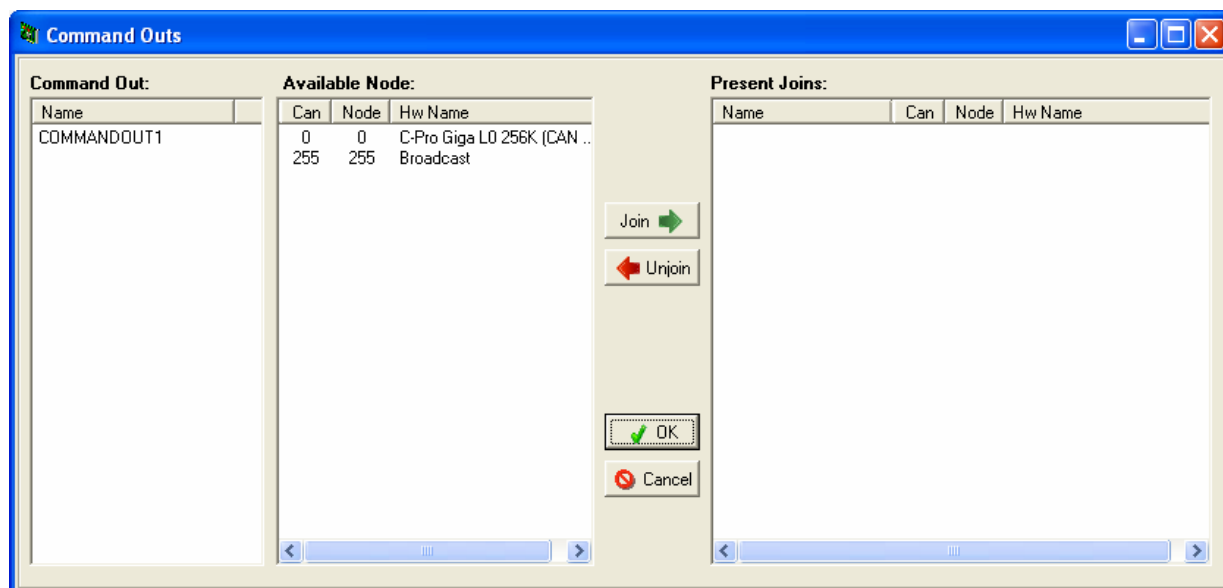 Command Outs
Command Out:
Name
COMMANDOUT1
Available Node:
Can Node Hw Name
0 0 C-Pro Giga L0 256K (CAN ..
255 255 Broadcast
Join
Unjoin
OK
Cancel
Present Joins:
Name Can Node Hw Name